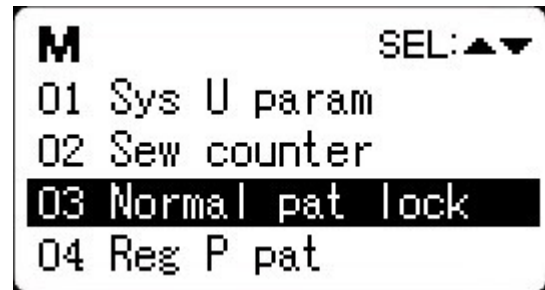 M SEL:▲▼
01 Sys U param
02 Sew counter
03 Normal pat lock
04 Reg P pat